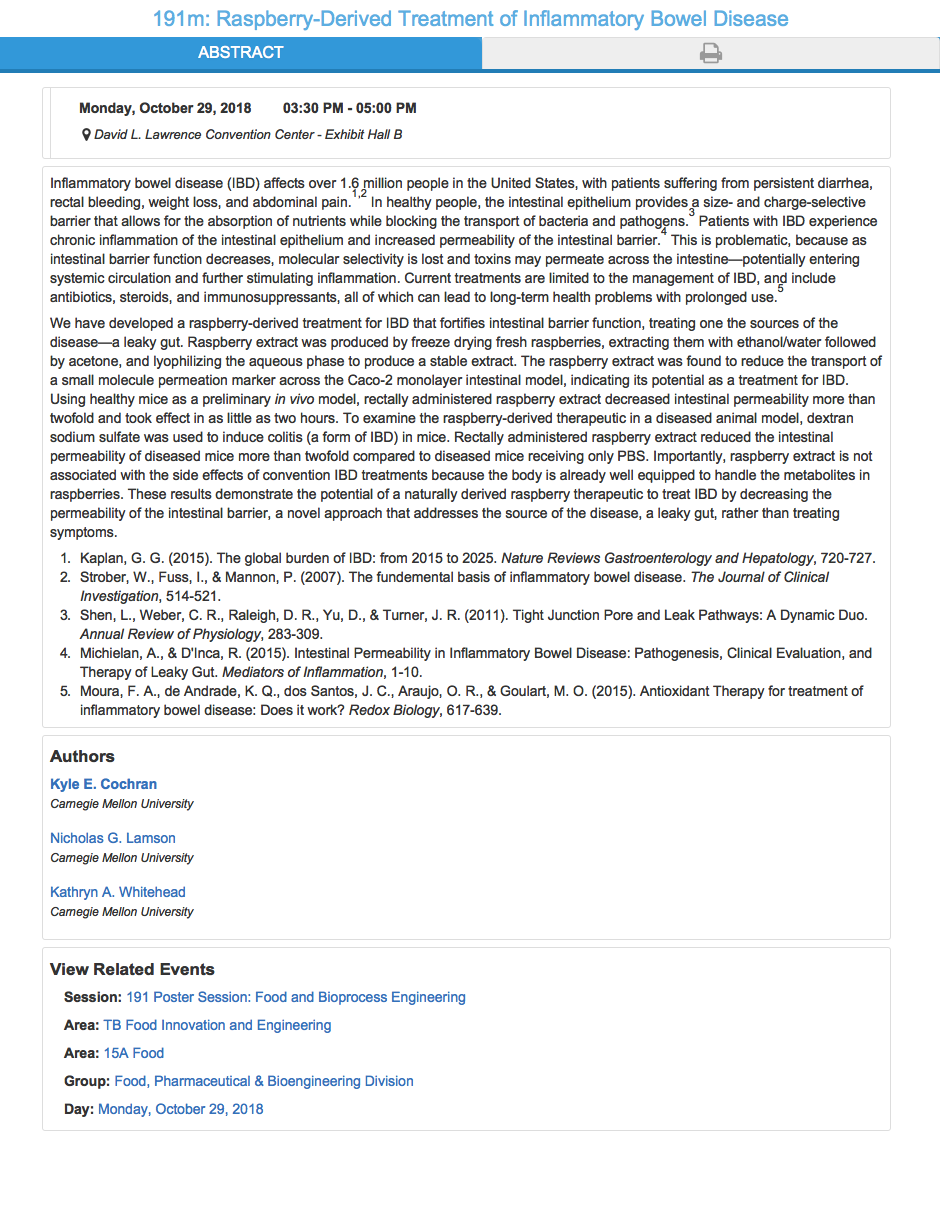 191m: Raspberry-Derived Treatment of Inflammatory Bowel Disease
ABSTRACT
Monday, October 29, 2018 03:30 PM - 05:00 PM
David L. Lawrence Convention Center - Exhibit Hall B
Inflammatory bowel disease (IBD) affects over 1.6 million people in the United States, with patients suffering from persistent diarrhea,
rectal bleeding, weight loss, and abdominal pain.1,2 In healthy people, the intestinal epithelium provides a size- and charge-selective
barrier that allows for the absorption of nutrients while blocking the transport of bacteria and pathogens.3 Patients with IBD experience
chronic inflammation of the intestinal epithelium and increased permeability of the intestinal barrier.4 This is problematic, because as
intestinal barrier function decreases, molecular selectivity is lost and toxins may permeate across the intestine—potentially entering
systemic circulation and further stimulating inflammation. Current treatments are limited to the management of IBD, and include
antibiotics, steroids, and immunosuppressants, all of which can lead to long-term health problems with prolonged use.5
We have developed a raspberry-derived treatment for IBD that fortifies intestinal barrier function, treating one the sources of the
disease—a leaky gut. Raspberry extract was produced by freeze drying fresh raspberries, extracting them with ethanol/water followed
by acetone, and lyophilizing the aqueous phase to produce a stable extract. The raspberry extract was found to reduce the transport of
a small molecule permeation marker across the Caco-2 monolayer intestinal model, indicating its potential as a treatment for IBD.
Using healthy mice as a preliminary in vivo model, rectally administered raspberry extract decreased intestinal permeability more than
twofold and took effect in as little as two hours. To examine the raspberry-derived therapeutic in a diseased animal model, dextran
sodium sulfate was used to induce colitis (a form of IBD) in mice. Rectally administered raspberry extract reduced the intestinal
permeability of diseased mice more than twofold compared to diseased mice receiving only PBS. Importantly, raspberry extract is not
associated with the side effects of convention IBD treatments because the body is already well equipped to handle the metabolites in
raspberries. These results demonstrate the potential of a naturally derived raspberry therapeutic to treat IBD by decreasing the
permeability of the intestinal barrier, a novel approach that addresses the source of the disease, a leaky gut, rather than treating
symptoms.
1. Kaplan, G. G. (2015). The global burden of IBD: from 2015 to 2025. Nature Reviews Gastroenterology and Hepatology, 720-727.
2. Strober, W., Fuss, I., & Mannon, P. (2007). The fundemental basis of inflammatory bowel disease. The Journal of Clinical
Investigation, 514-521.
3. Shen, L., Weber, C. R., Raleigh, D. R., Yu, D., & Turner, J. R. (2011). Tight Junction Pore and Leak Pathways: A Dynamic Duo.
Annual Review of Physiology, 283-309.
4. Michielan, A., & D'Inca, R. (2015). Intestinal Permeability in Inflammatory Bowel Disease: Pathogenesis, Clinical Evaluation, and
Therapy of Leaky Gut. Mediators of Inflammation, 1-10.
5. Moura, F. A., de Andrade, K. Q., dos Santos, J. C., Araujo, O. R., & Goulart, M. O. (2015). Antioxidant Therapy for treatment of
inflammatory bowel disease: Does it work? Redox Biology, 617-639.
Authors
Kyle E. Cochran
Carnegie Mellon University
Nicholas G. Lamson
Carnegie Mellon University
Kathryn A. Whitehead
Carnegie Mellon University
View Related Events
Session: 191 Poster Session: Food and Bioprocess Engineering
Area: TB Food Innovation and Engineering
Area: 15A Food
Group: Food, Pharmaceutical & Bioengineering Division
Day: Monday, October 29, 2018